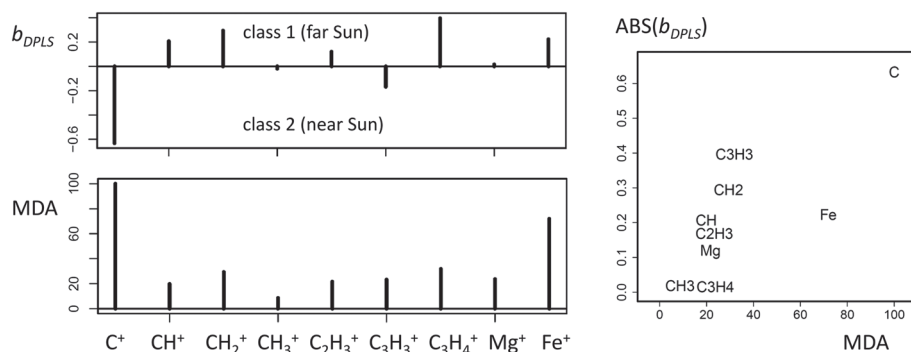 b_DPLS
0.2
−0.2
−0.6
class 1 (far Sun)
class 2 (near Sun)
MDA
100
60
20
0
C⁺ CH⁺ CH₂⁺ CH₃⁺ C₂H₃⁺ C₃H₃⁺ C₃H₄⁺ Mg⁺ Fe⁺
ABS(b_DPLS)
0.6
0.5
0.4
0.3
0.2
0.1
0.0
C
C3H3
CH2
CH
Fe
C2H3
Mg
CH3 C3H4
0 20 40 60 80 100
MDA